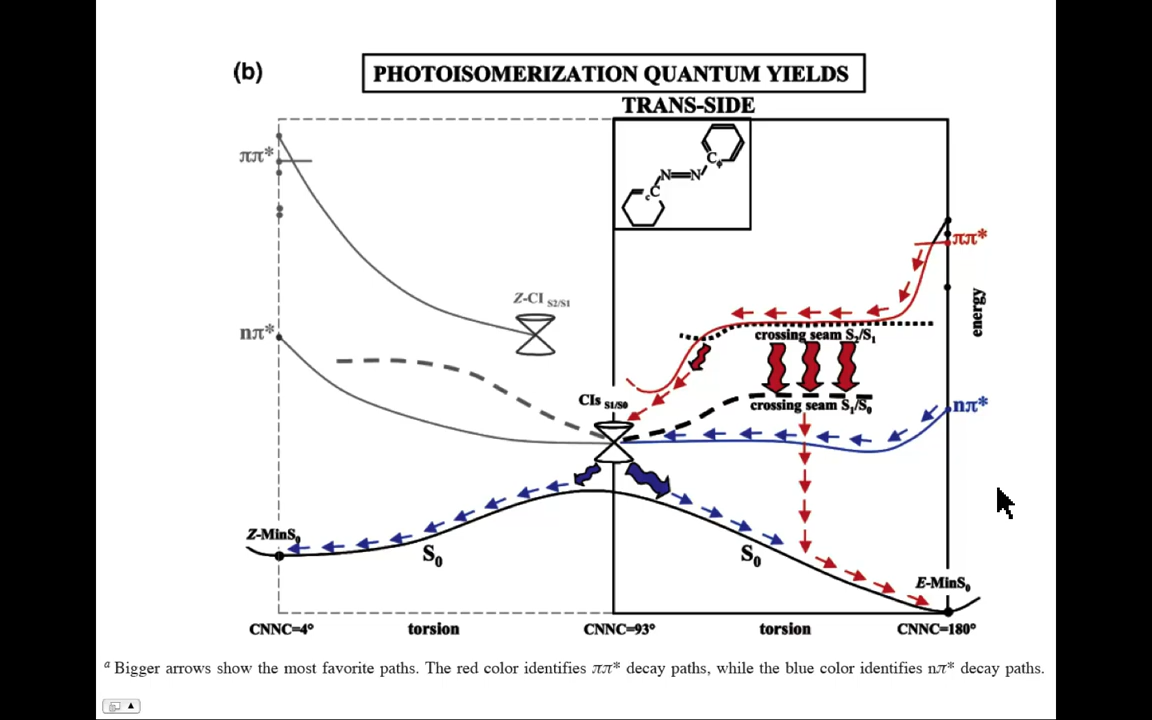 (b)
PHOTOISOMERIZATION QUANTUM YIELDS
TRANS-SIDE
ππ*
C
N=N
C
ππ*
Z-CI S2/S1
nπ*
energy
crossing seam S2/S1
CIs S1/S0
crossing seam S1/S0
nπ*
Z-MinS0
S0
S0
E-MinS0
CNNC=4°
torsion
CNNC=93°
torsion
CNNC=180°
a Bigger arrows show the most favorite paths. The red color identifies ππ* decay paths, while the blue color identifies nπ* decay paths.